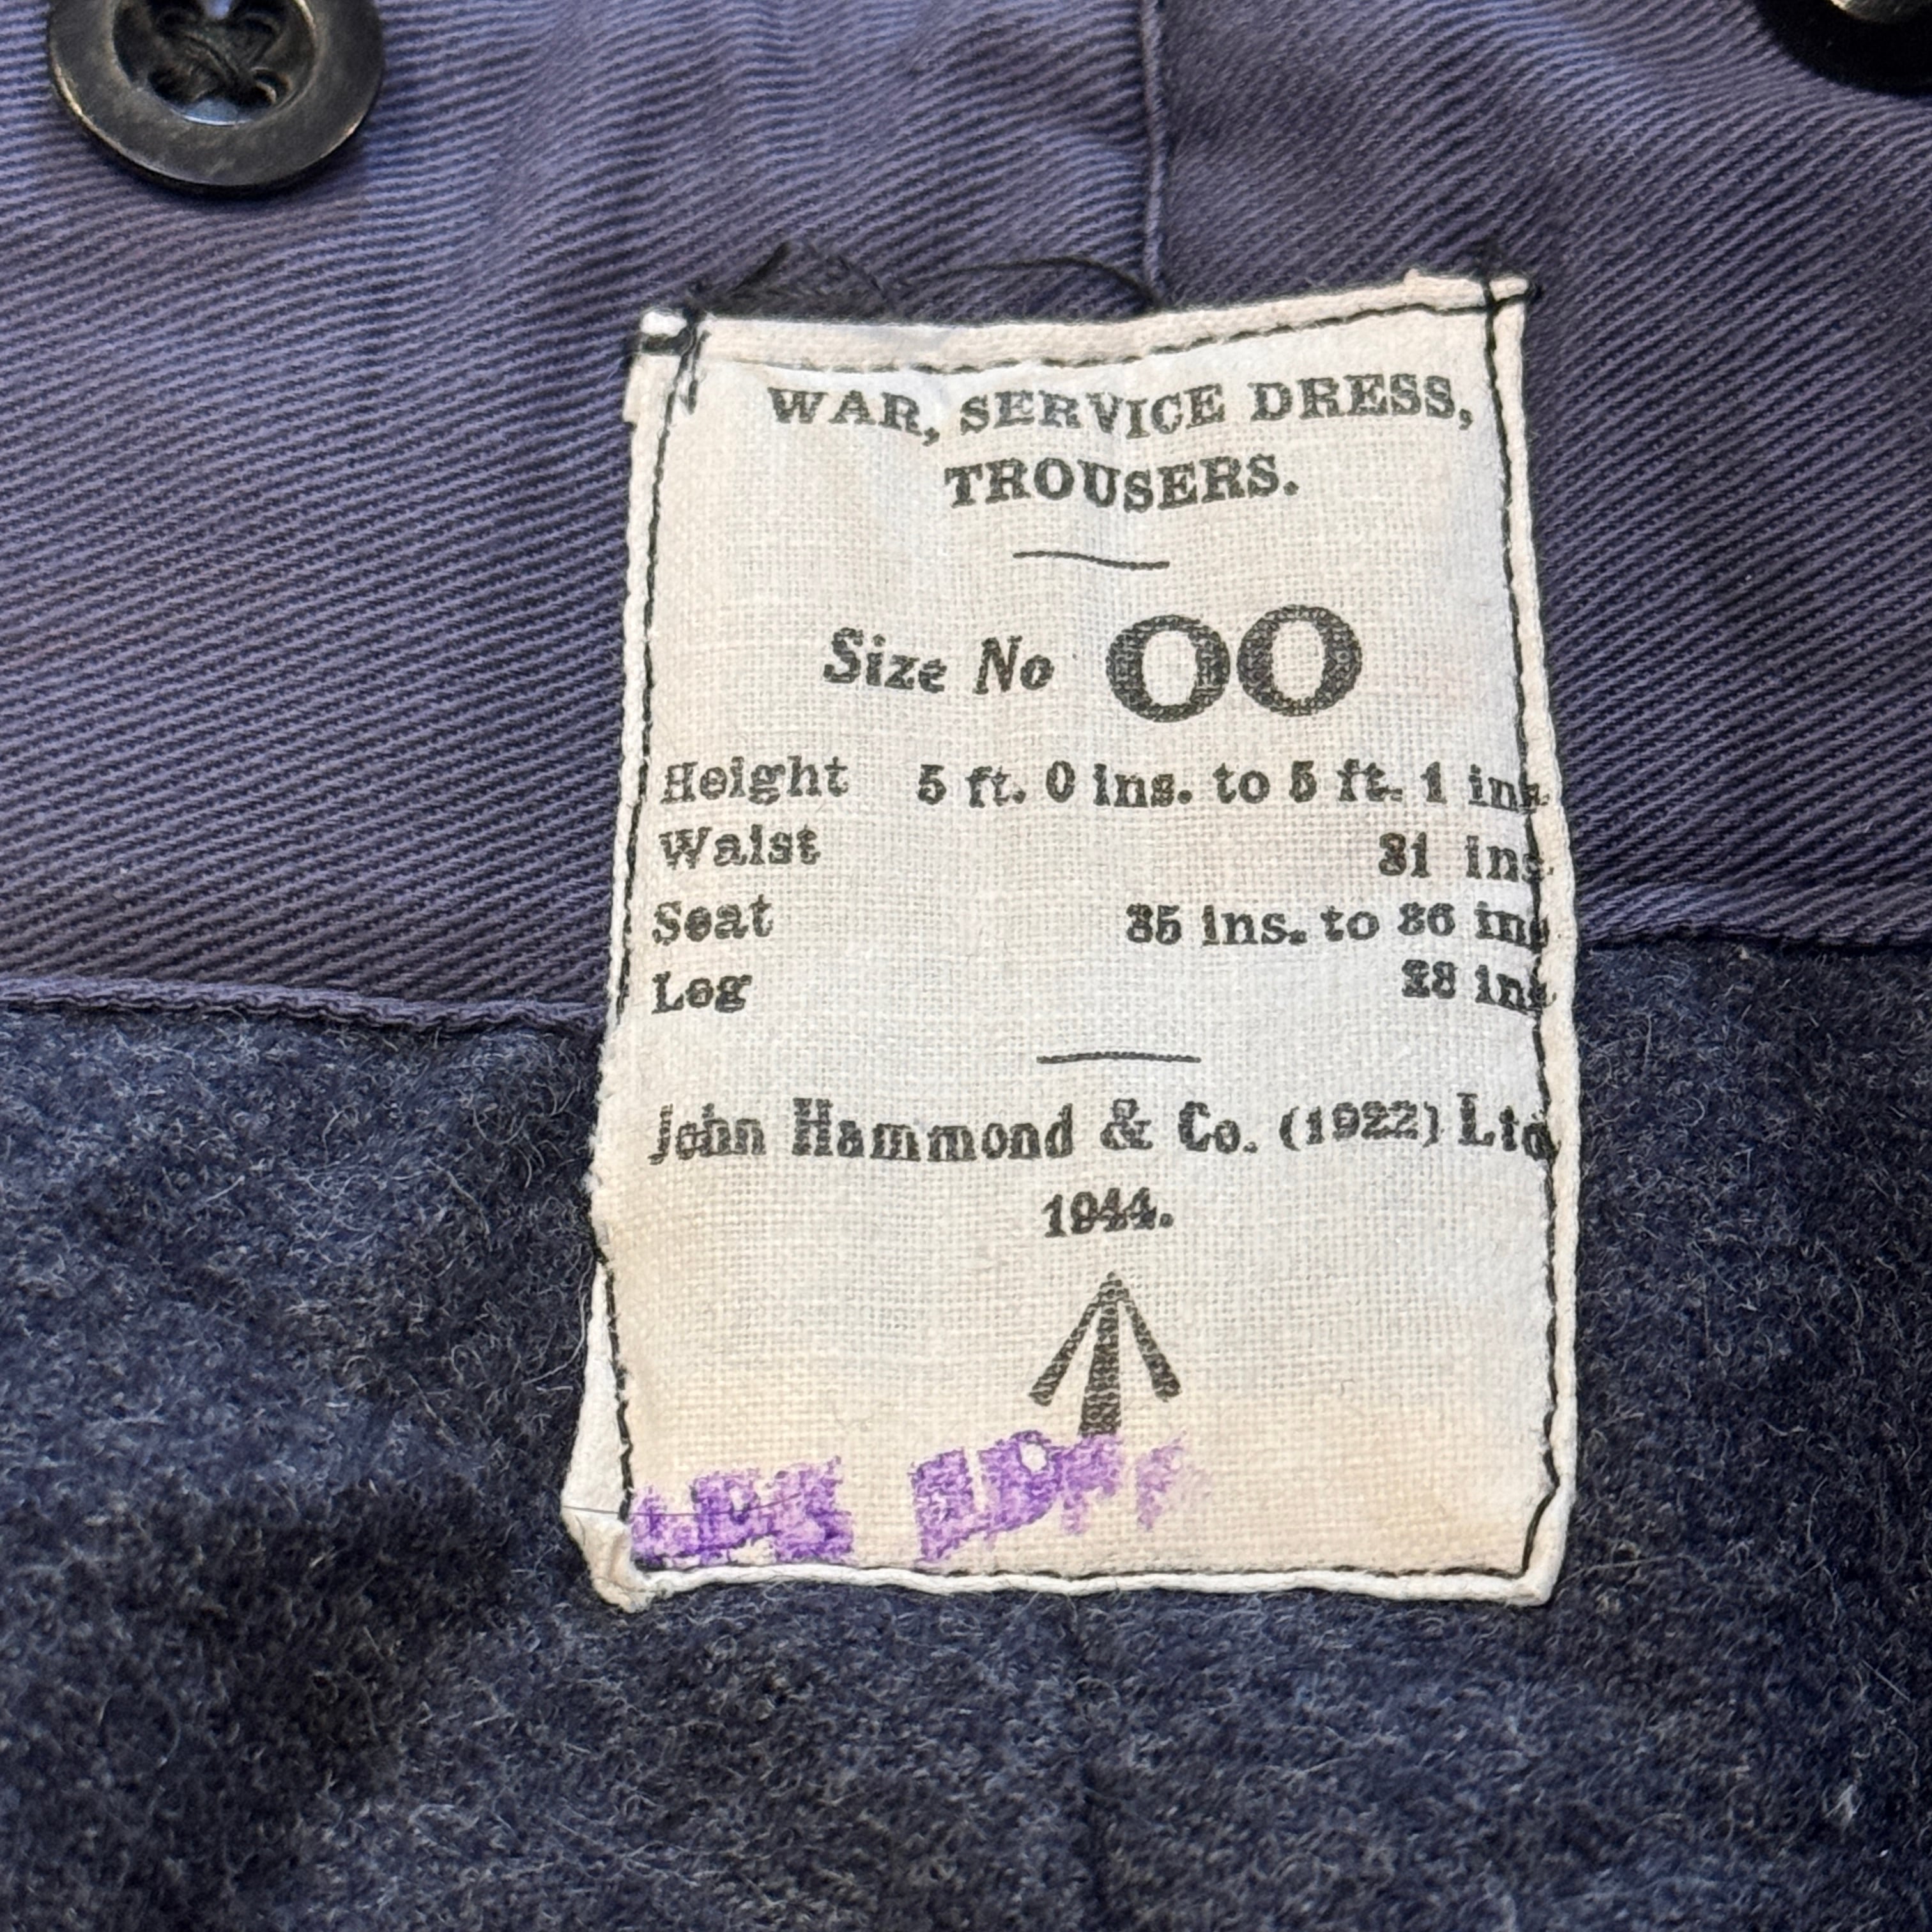 WAR, SERVICE DRESS,
TROUSERS.
Size No OO
Height 5 ft. 0 ins. to 5 ft. 1 ins.
Waist 31 ins.
Seat 35 ins. to 36 ins
Leg 28 ins
John Hammond & Co. (1922) Ltd
1944.